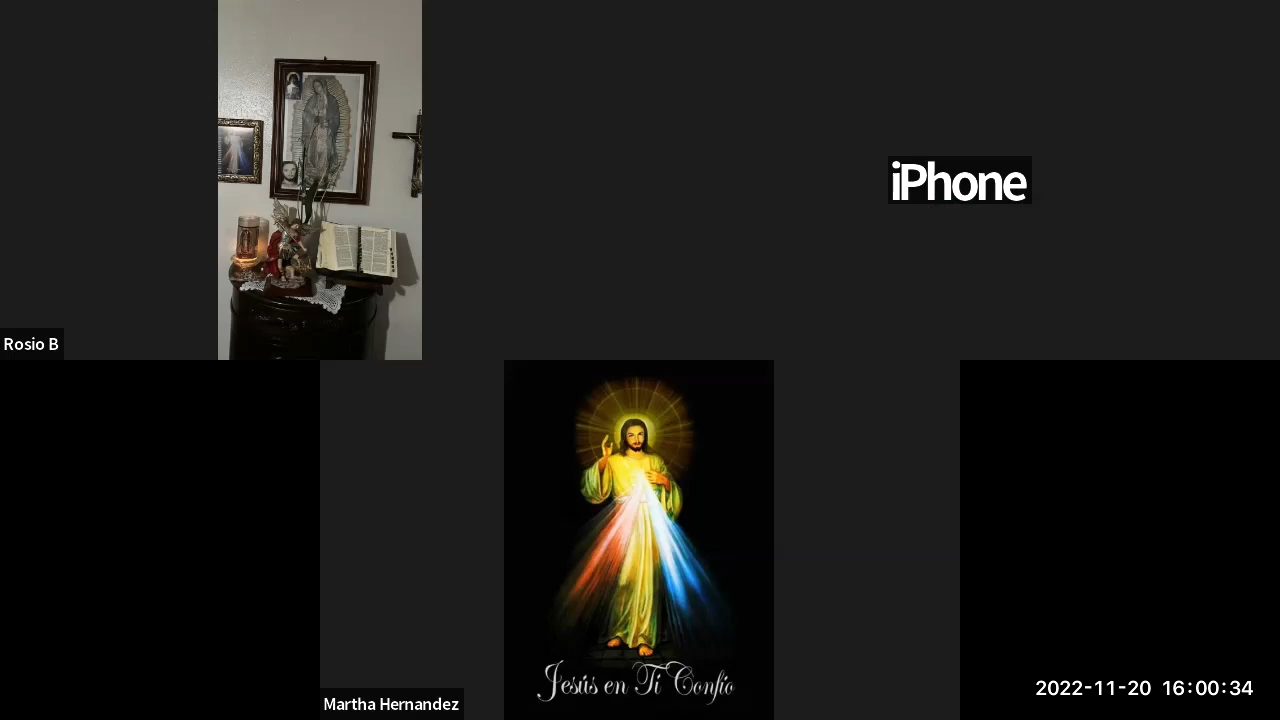 iPhone
Rosio B
Jesús en Ti Confío
Martha Hernandez
2022-11-20 16:00:34